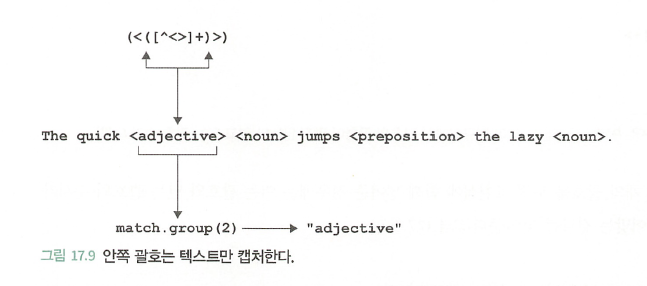 (<([^<>]+)>)
The quick <adjective> <noun> jumps <preposition> the lazy <noun>.
match.group(2) "adjective"
그림 17.9 안쪽 괄호는 텍스트만 캡처한다.